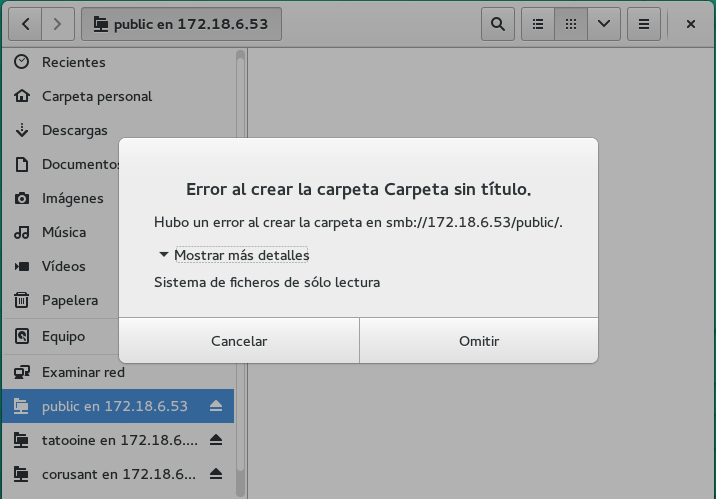 public en 172.18.6.53
Recientes
Carpeta personal
Descargas
Documentos
Imágenes
Música
Vídeos
Papelera
Equipo
Examinar red
public en 172.18.6.53
tatooine en 172.18.6....
corusant en 172.18.6...
Error al crear la carpeta Carpeta sin título.
Hubo un error al crear la carpeta en smb://172.18.6.53/public/.
Mostrar más detalles
Sistema de ficheros de sólo lectura
Cancelar
Omitir